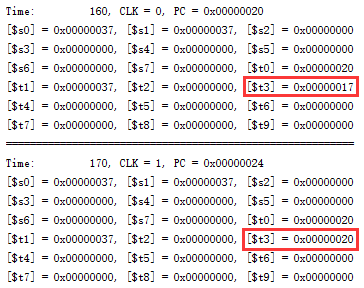 Time: 160, CLK = 0, PC = 0x00000020
[$s0] = 0x00000037, [$s1] = 0x00000037, [$s2] = 0x00000000
[$s3] = 0x00000000, [$s4] = 0x00000000, [$s5] = 0x00000000
[$s6] = 0x00000000, [$s7] = 0x00000000, [$t0] = 0x00000020
[$t1] = 0x00000037, [$t2] = 0x00000000, [$t3] = 0x00000017
[$t4] = 0x00000000, [$t5] = 0x00000000, [$t6] = 0x00000000
[$t7] = 0x00000000, [$t8] = 0x00000000, [$t9] = 0x00000000
Time: 170, CLK = 1, PC = 0x00000024
[$s0] = 0x00000037, [$s1] = 0x00000037, [$s2] = 0x00000000
[$s3] = 0x00000000, [$s4] = 0x00000000, [$s5] = 0x00000000
[$s6] = 0x00000000, [$s7] = 0x00000000, [$t0] = 0x00000020
[$t1] = 0x00000037, [$t2] = 0x00000000, [$t3] = 0x00000020
[$t4] = 0x00000000, [$t5] = 0x00000000, [$t6] = 0x00000000
[$t7] = 0x00000000, [$t8] = 0x00000000, [$t9] = 0x00000000